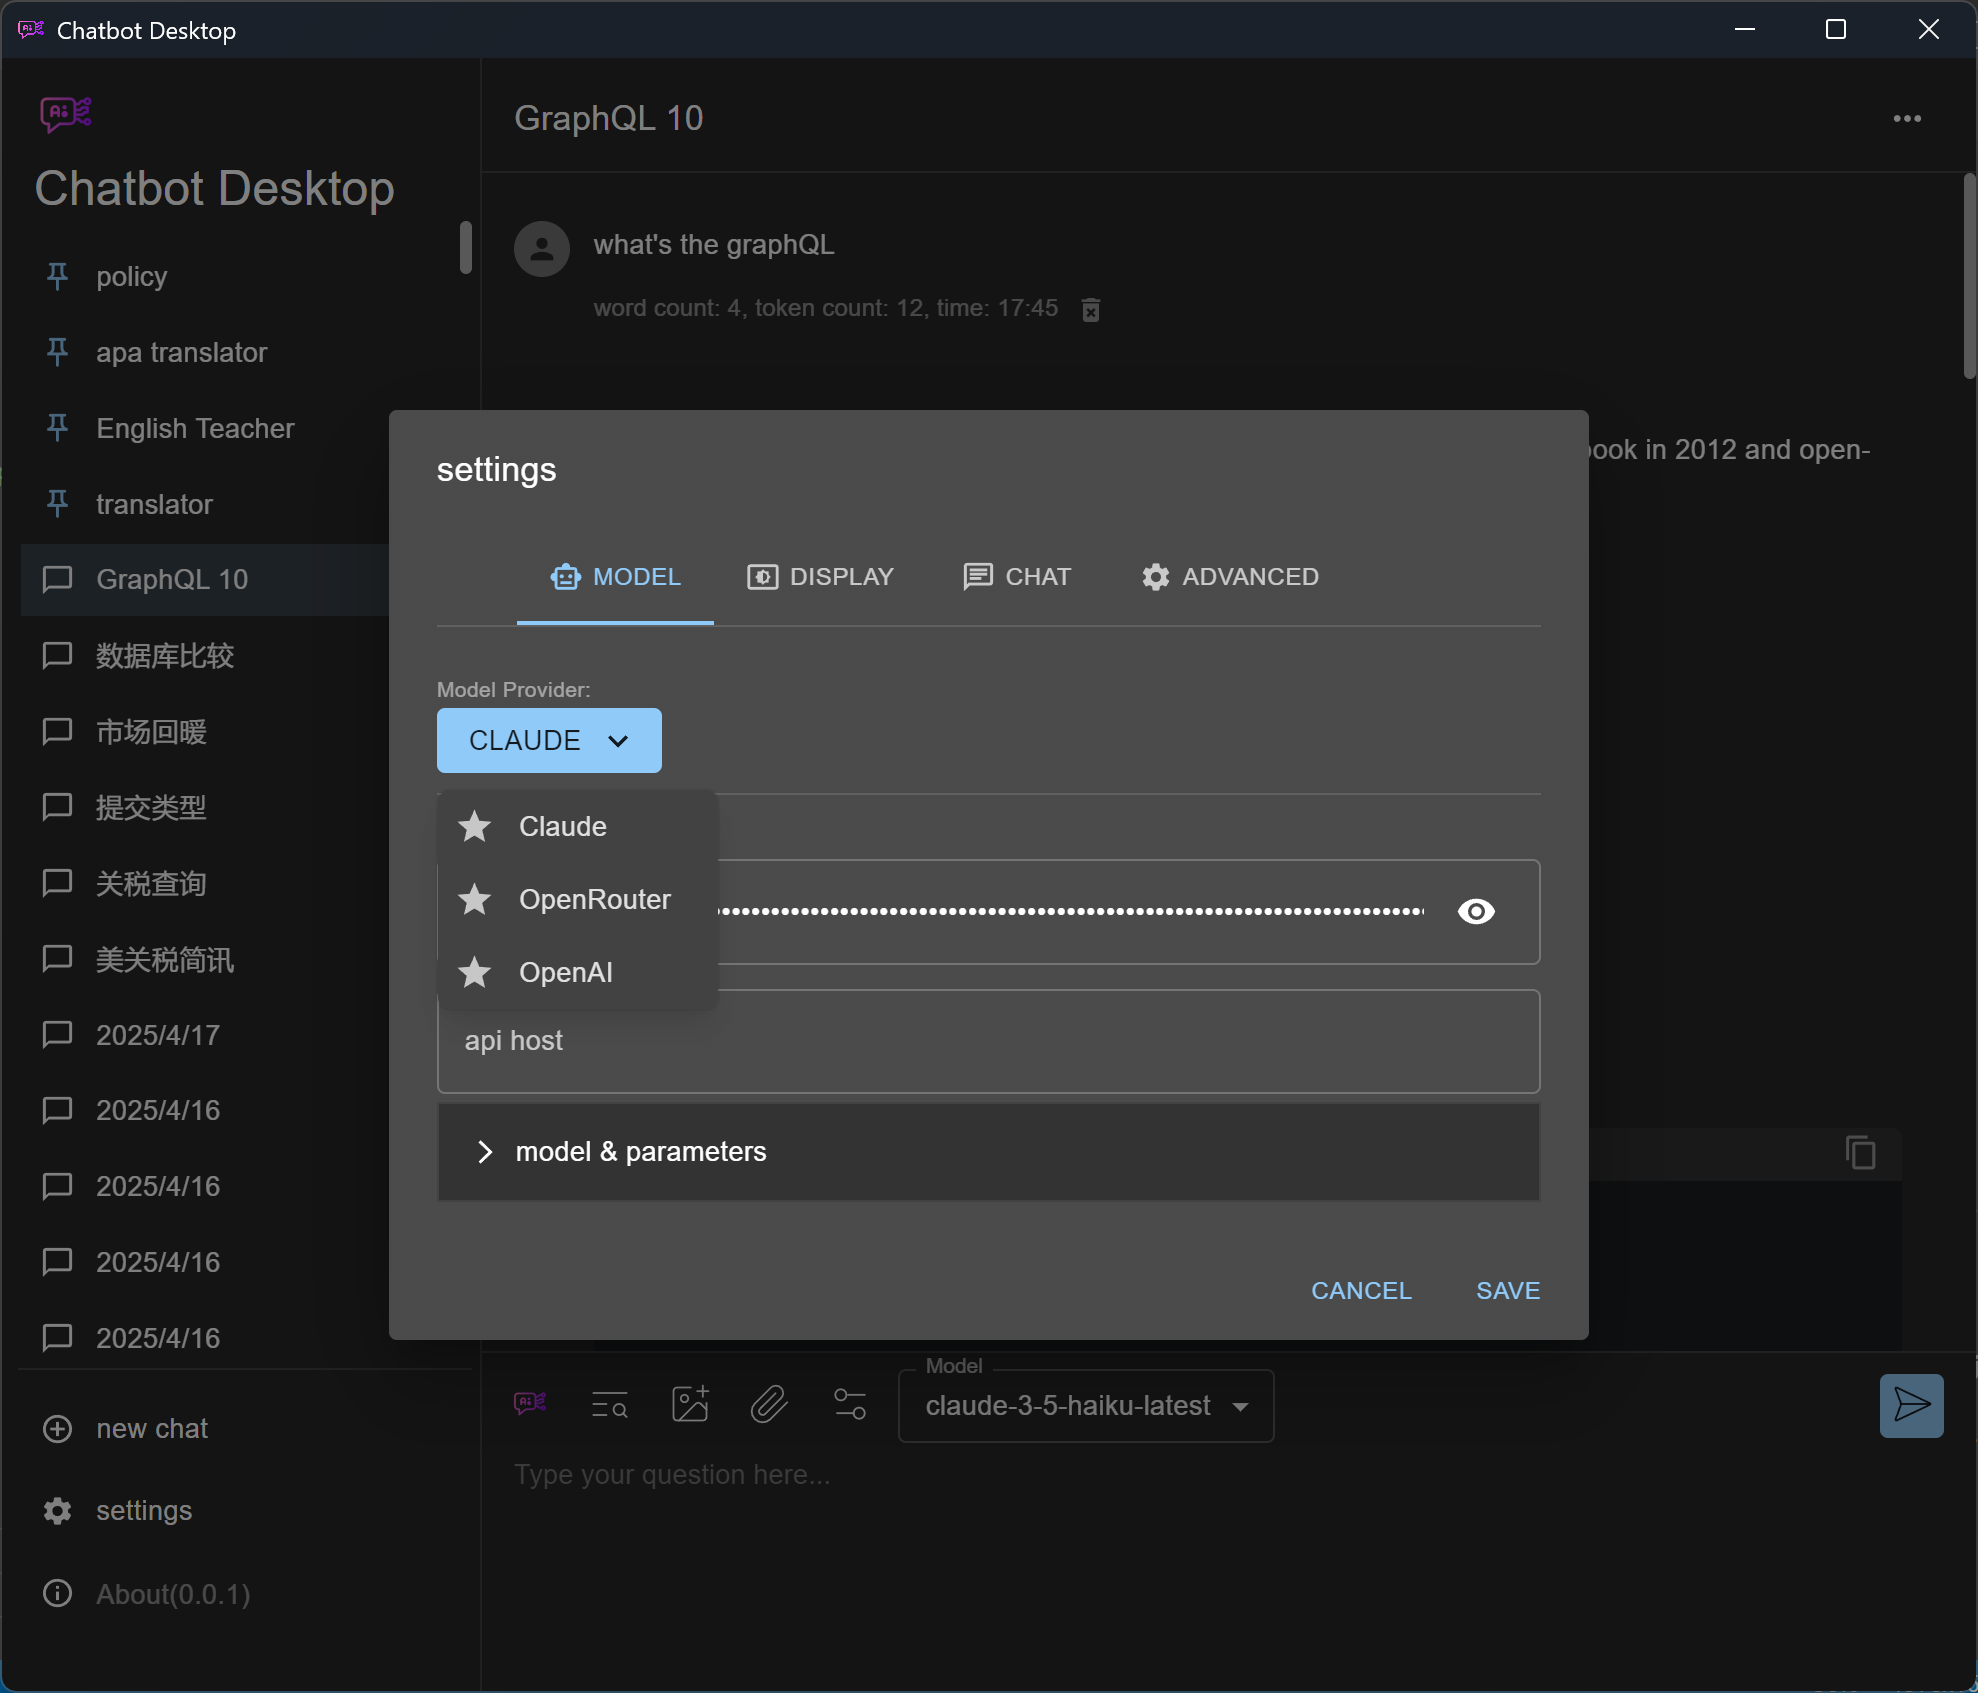 Chatbot Desktop
Chatbot Desktop
policy
apa translator
English Teacher
translator
GraphQL 10
数据库比较
市场回暖
提交类型
关税查询
美关税简讯
2025/4/17
2025/4/16
2025/4/16
2025/4/16
2025/4/16
new chat
settings
About(0.0.1)
GraphQL 10
what's the graphQL
word count: 4, token count: 12, time: 17:45
in 2012 and open-
settings
MODEL DISPLAY CHAT ADVANCED
Model Provider:
CLAUDE
Claude
OpenRouter
OpenAI
api host
model & parameters
CANCEL SAVE
Model
claude-3-5-haiku-latest
Type your question here...